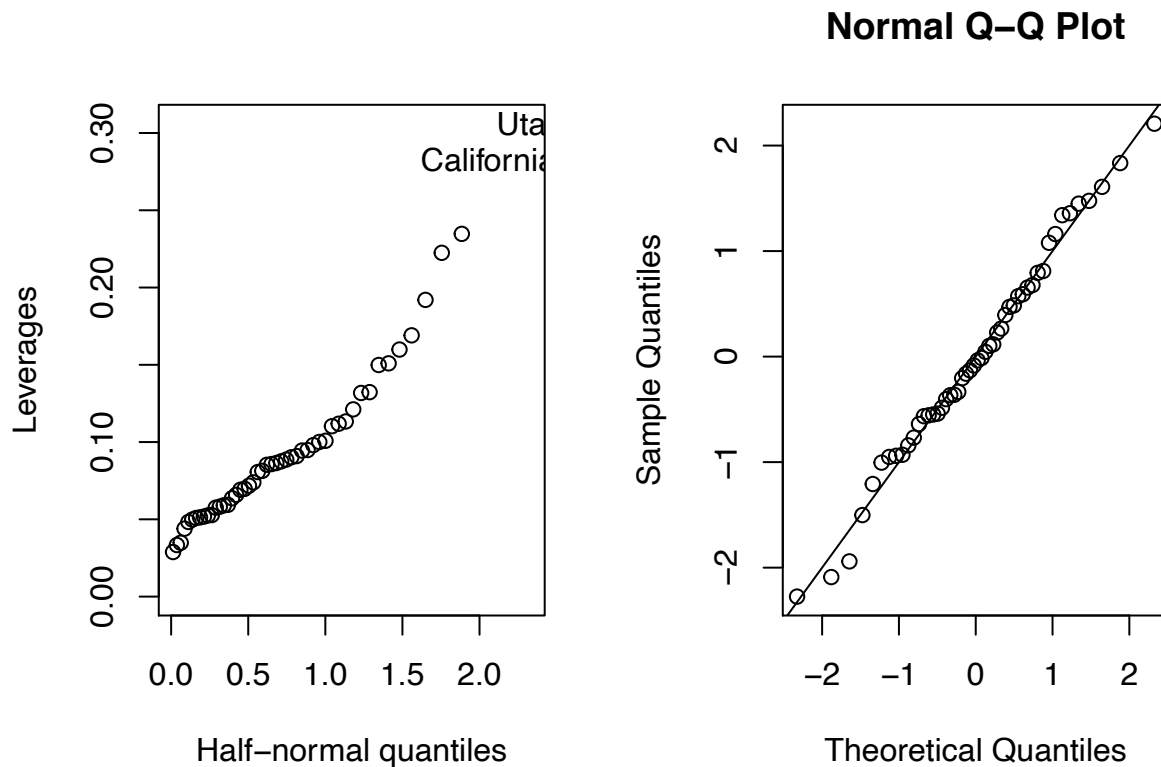 Normal Q−Q Plot
Leverages
0.30
0.20
0.10
0.00
Uta
California
0.0 0.5 1.0 1.5 2.0
Half−normal quantiles
Sample Quantiles
2
1
0
−1
−2
−2 −1 0 1 2
Theoretical Quantiles